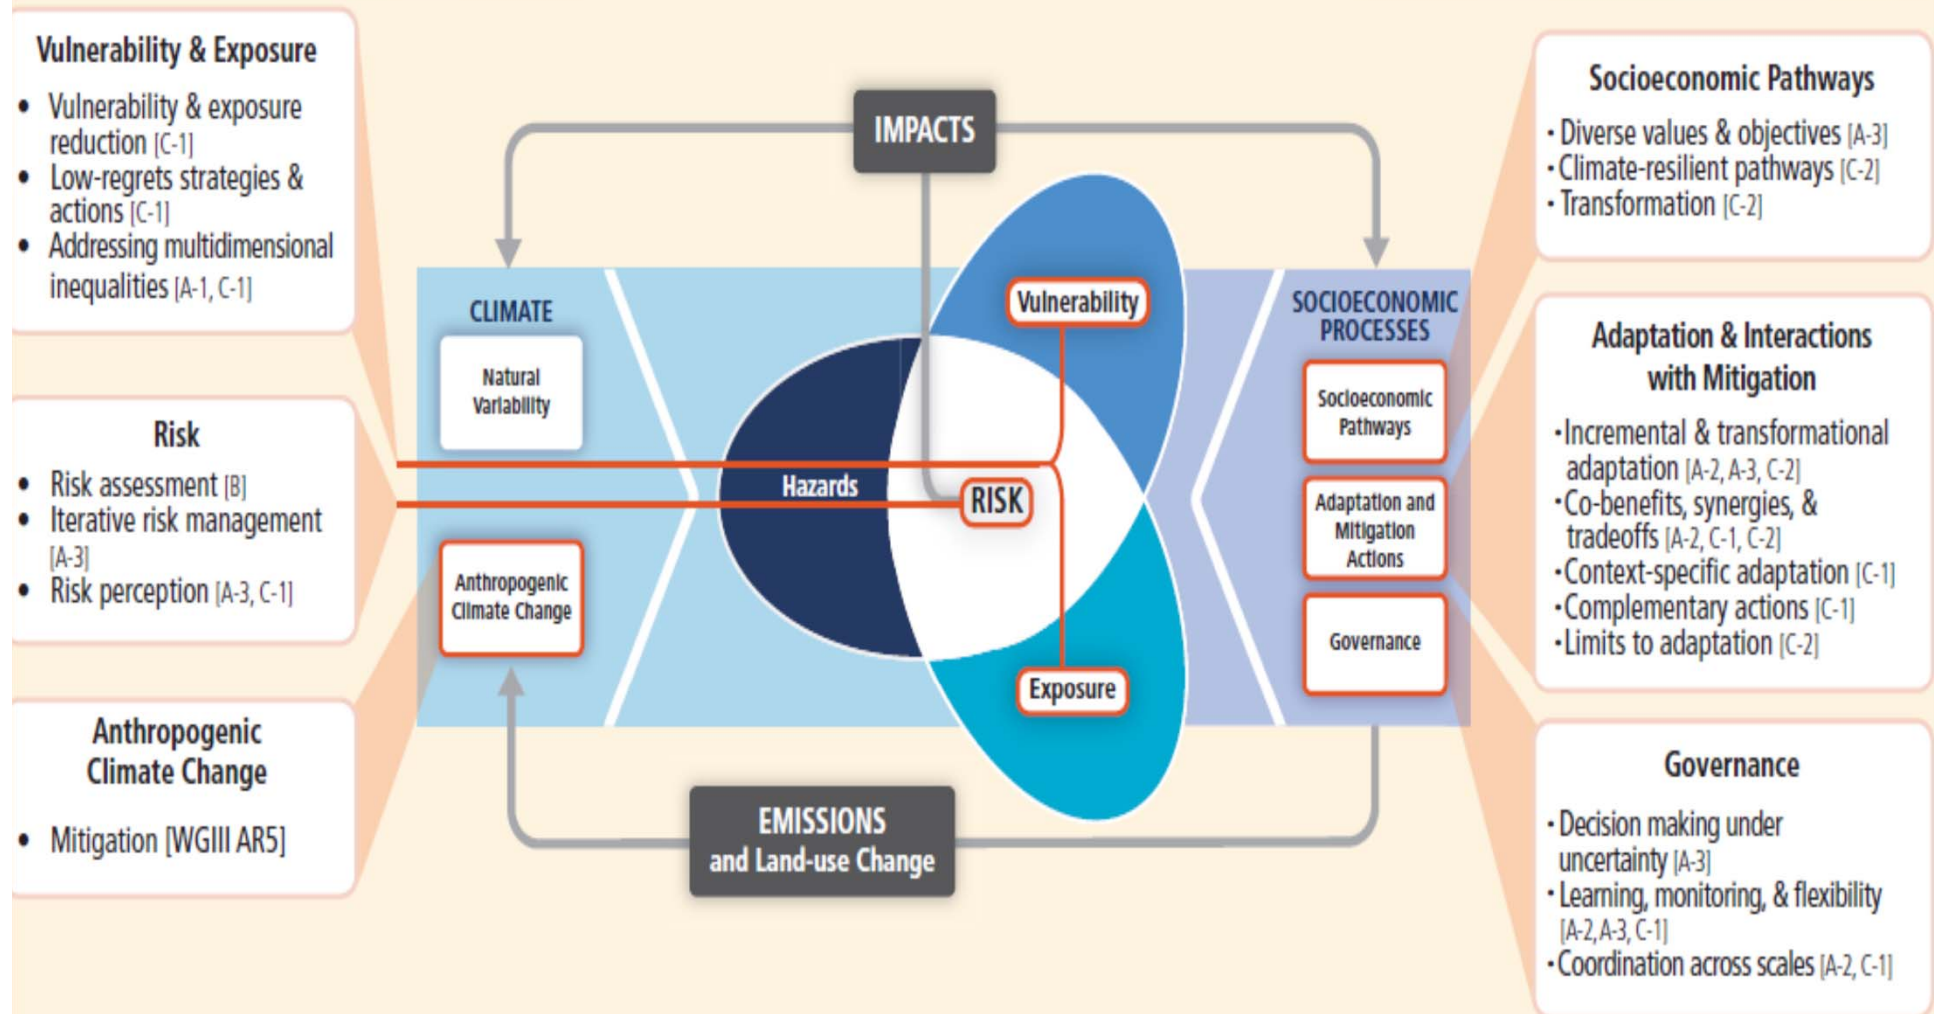 Vulnerability & Exposure
• Vulnerability & exposure
reduction [C-1]
• Low-regrets strategies &
actions [C-1]
• Addressing multidimensional
inequalities [A-1, C-1]
Risk
• Risk assessment [B]
• Iterative risk management
[A-3]
• Risk perception [A-3, C-1]
Anthropogenic
Climate Change
• Mitigation [WGIII AR5]
IMPACTS
CLIMATE
Natural
Variability
Anthropogenic
Climate Change
Hazards
Vulnerability
RISK
Exposure
EMISSIONS
and Land-use Change
SOCIOECONOMIC
PROCESSES
Socioeconomic
Pathways
Adaptation and
Mitigation
Actions
Governance
Socioeconomic Pathways
· Diverse values & objectives [A-3]
· Climate-resilient pathways [C-2]
· Transformation [C-2]
Adaptation & Interactions
with Mitigation
· Incremental & transformational
adaptation [A-2, A-3, C-2]
· Co-benefits, synergies, &
tradeoffs [A-2, C-1, C-2]
· Context-specific adaptation [C-1]
· Complementary actions [C-1]
· Limits to adaptation [C-2]
Governance
· Decision making under
uncertainty [A-3]
· Learning, monitoring, & flexibility
[A-2, A-3, C-1]
· Coordination across scales [A-2, C-1]